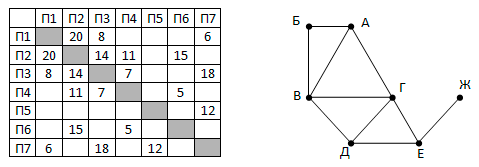 П1 П2 П3 П4 П5 П6 П7
П1 20 8 6
П2 20 14 11 15
П3 8 14 7 18
П4 11 7 5
П5 12
П6 15 5
П7 6 18 12
Б А
В Г Ж
Д Е